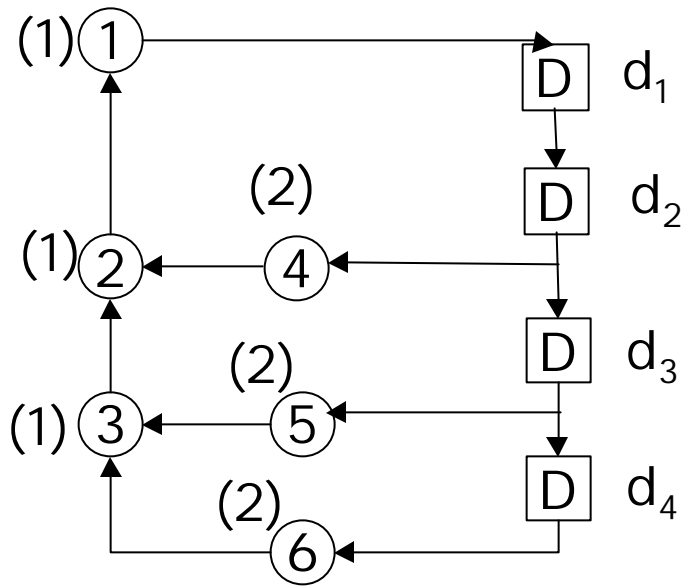 (1) 1
D d₁
(2)
D d₂
(1) 2 4
(2)
D d₃
(1) 3 5
(2)
D d₄
6